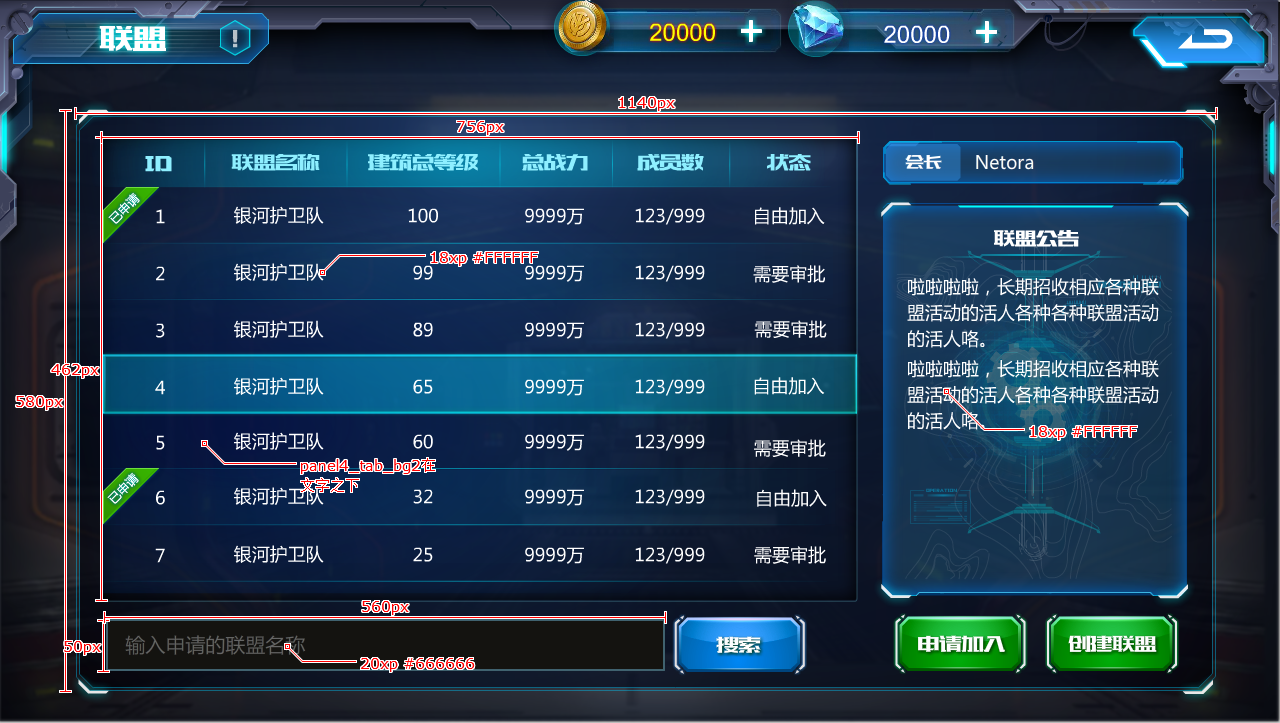 联盟 !
20000 +
20000 +
1140px
756px
ID 联盟名称 建筑总等级 总战力 成员数 状态
会长 Netora
已申请
1 银河护卫队 100 9999万 123/999 自由加入
联盟公告
18xp #FFFFFF
2 银河护卫队 99 9999万 123/999 需要审批
啦啦啦啦，长期招收相应各种联
盟活动的活人各种各种联盟活动
的活人咯。
3 银河护卫队 89 9999万 123/999 需要审批
462px
啦啦啦啦，长期招收相应各种联
盟活动的活人各种各种联盟活动
的活人咯
18xp #FFFFFF
4 银河护卫队 65 9999万 123/999 自由加入
580px
5 银河护卫队 60 9999万 123/999 需要审批
panel4_tab_bg2在
文字之下
已申请
6 银河护卫队 32 9999万 123/999 自由加入
7 银河护卫队 25 9999万 123/999 需要审批
560px
50px
输入申请的联盟名称
20xp #666666
搜索
申请加入
创建联盟